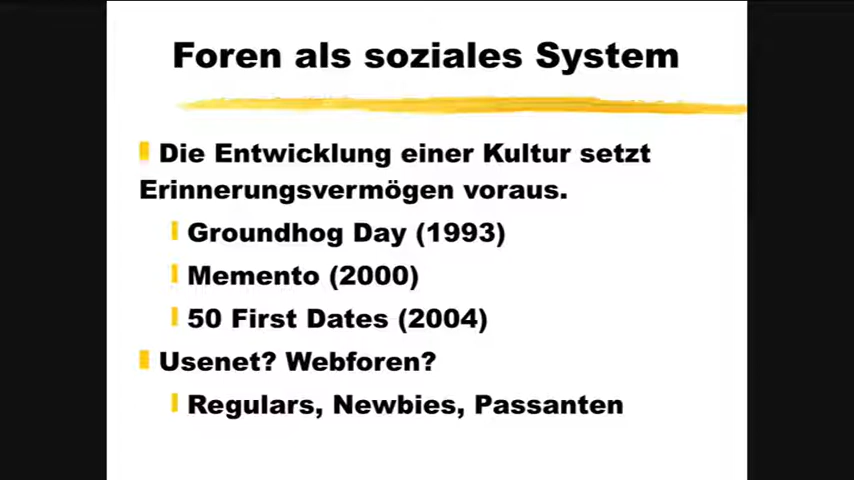 Foren als soziales System
Die Entwicklung einer Kultur setzt
Erinnerungsvermögen voraus.
Groundhog Day (1993)
Memento (2000)
50 First Dates (2004)
Usenet? Webforen?
Regulars, Newbies, Passanten